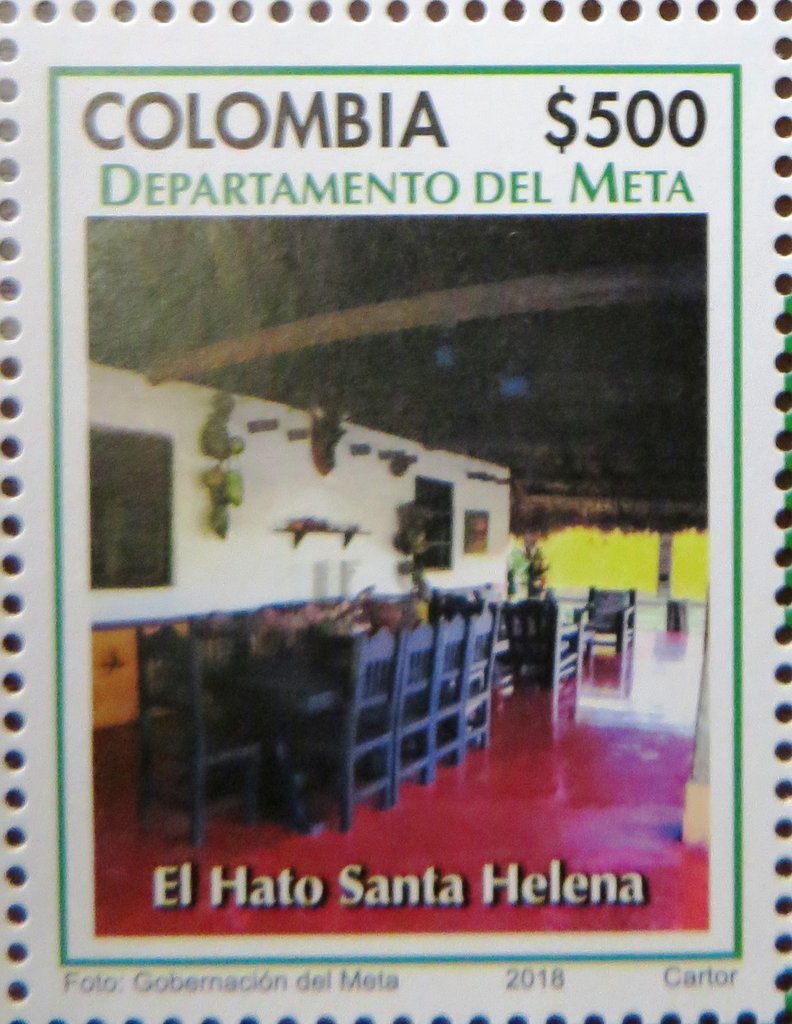 COLOMBIA $500
DEPARTAMENTO DEL META
El Hato Santa Helena
Foto: Gobernación del Meta 2018 Cartor